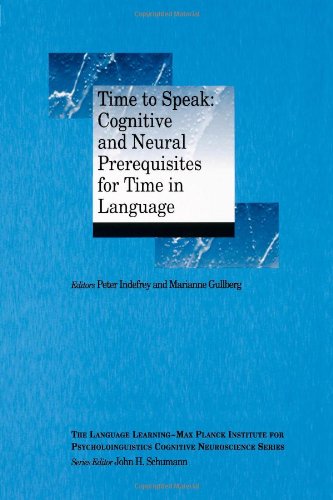 Time to Speak:
Cognitive
and Neural
Prerequisites
for Time in
Language
Editors Peter Indefrey and Marianne Gullberg
The Language Learning–Max Planck Institute for
Psycholoinguistics Cognitive Neuroscience Series
Series Editor John H. Schumann